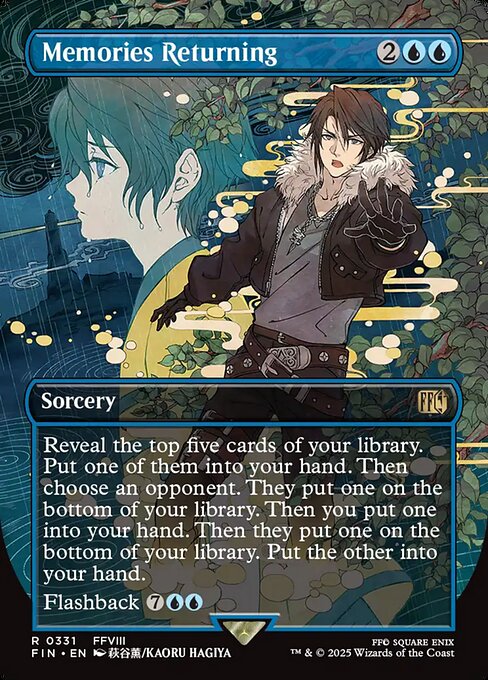 Memories Returning 2
Sorcery FFC
Reveal the top five cards of your library.
Put one of them into your hand. Then
choose an opponent. They put one on the
bottom of your library. Then you put one
into your hand. Then they put one on the
bottom of your library. Put the other into
your hand.
Flashback 7
R 0331 FFVIII FF© SQUARE ENIX
FIN • EN 萩谷薫/KAORU HAGIYA ™ & © 2025 Wizards of the Coast